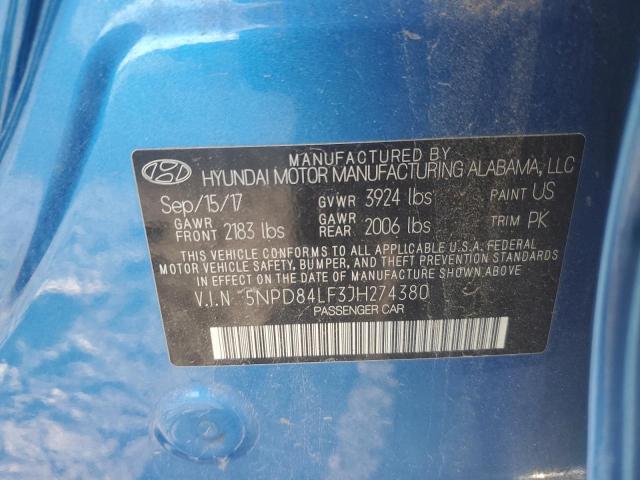 MANUFACTURED BY
HYUNDAI MOTOR MANUFACTURING ALABAMA, LLC
Sep/15/17 GVWR 3924 lbs PAINT US
GAWR FRONT 2183 lbs GAWR REAR 2006 lbs TRIM PK
THIS VEHICLE CONFORMS TO ALL APPLICABLE U.S.A. FEDERAL
MOTOR VEHICLE SAFETY, BUMPER, AND THEFT PREVENTION STANDARDS
IN EFFECT ON THE DATE OF MANUFACTURE SHOWN ABOVE.
V.I.N 5NPD84LF3JH274380
PASSENGER CAR